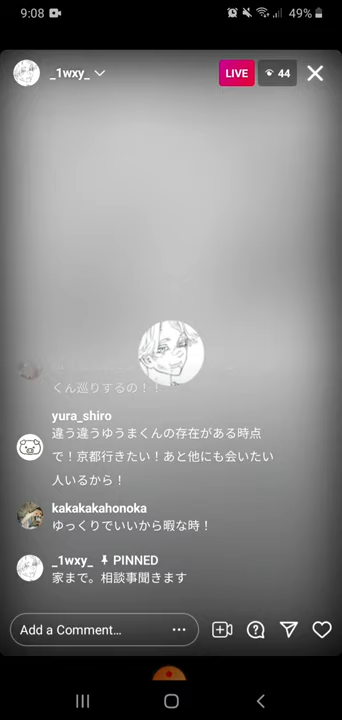 9:08
49%
_1wxy_
LIVE
44
くん巡りするの！！
yura_shiro
違う違うゆうまくんの存在がある時点
で！京都行きたい！あと他にも会いたい
人いるから！
kakakakahonoka
ゆっくりでいいから暇な時！
_1wxy_ PINNED
家まで。相談事聞きます
Add a Comment...